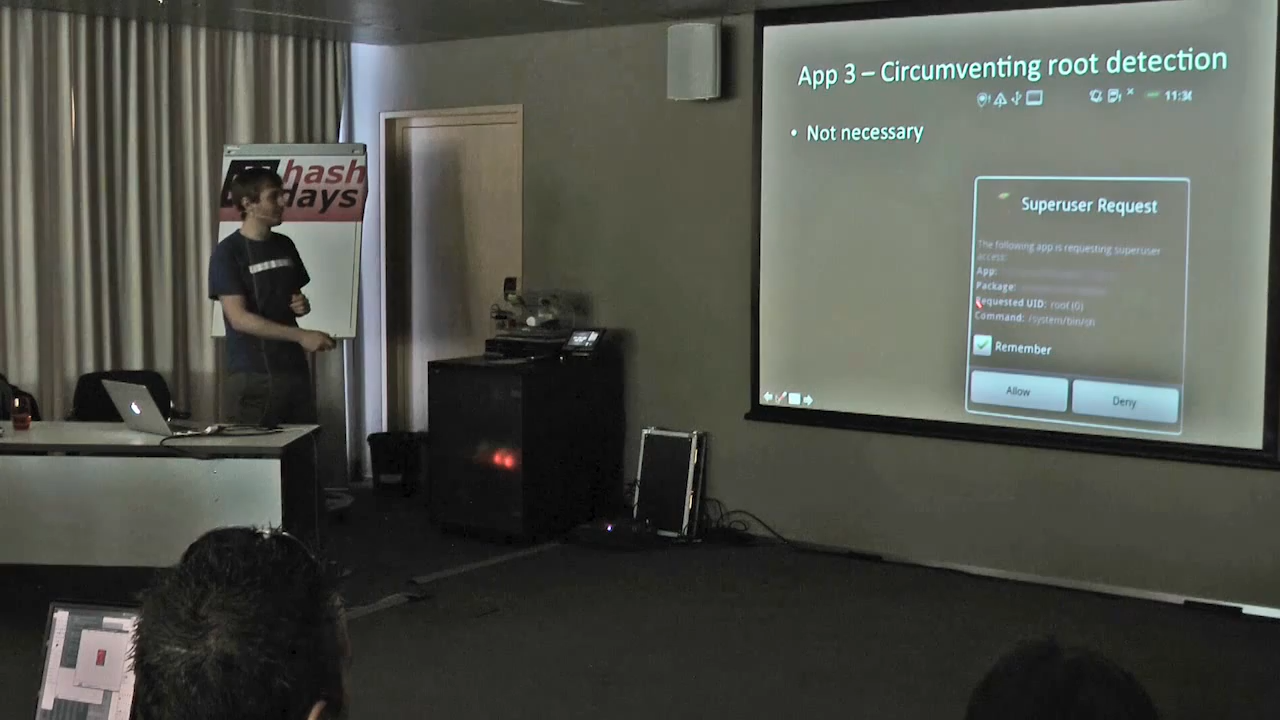 hash
days
App 3 – Circumventing root detection
11:36
• Not necessary
Superuser Request
The following app is requesting superuser
access:
App:
Package:
Requested UID: root (0)
Command: /system/bin/sh
Remember
Allow
Deny